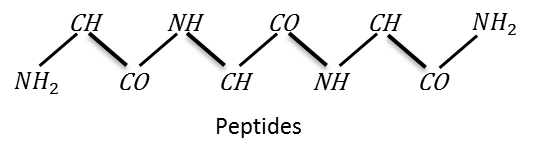 CH NH CO CH NH₂
NH₂ CO CH NH CO
Peptides